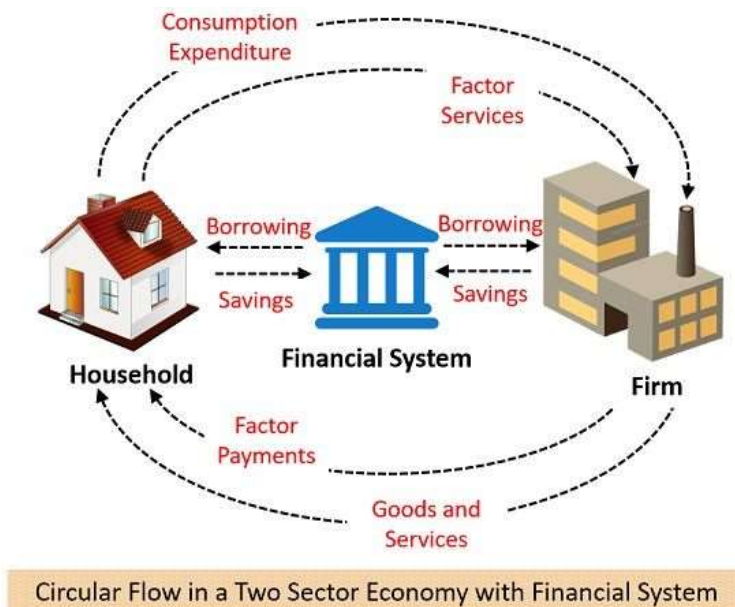 Consumption
Expenditure
Factor
Services
Borrowing
Borrowing
Savings
Savings
Financial System
Household
Firm
Factor
Payments
Goods and
Services
Circular Flow in a Two Sector Economy with Financial System